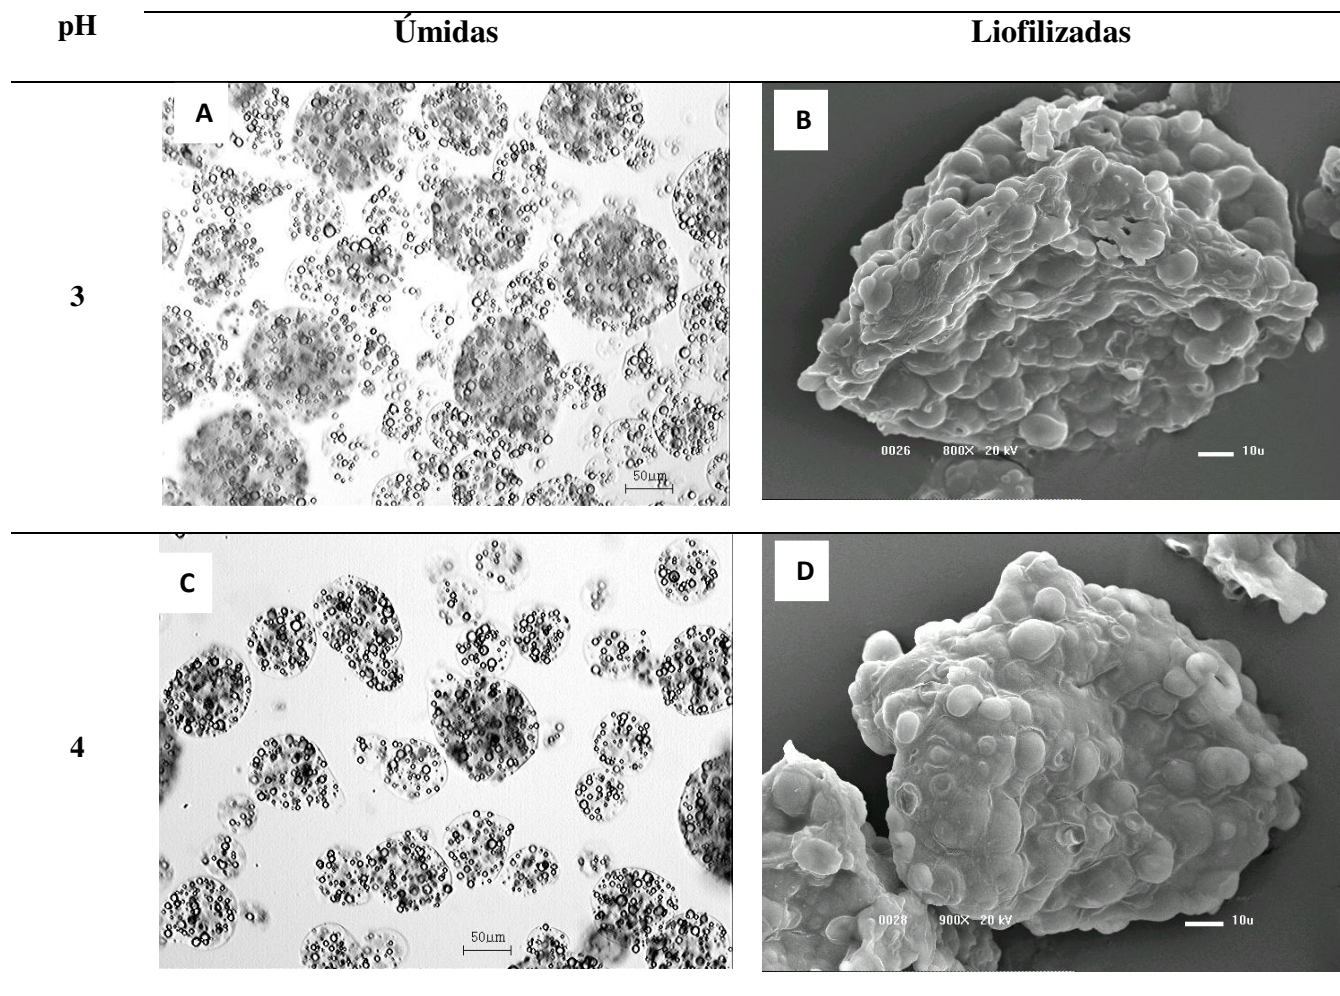 pH Úmidas Liofilizadas
A B
3
50µm
0026 800X 20 kV 10u
C D
4
50µm
0028 900X 20 kV 10u